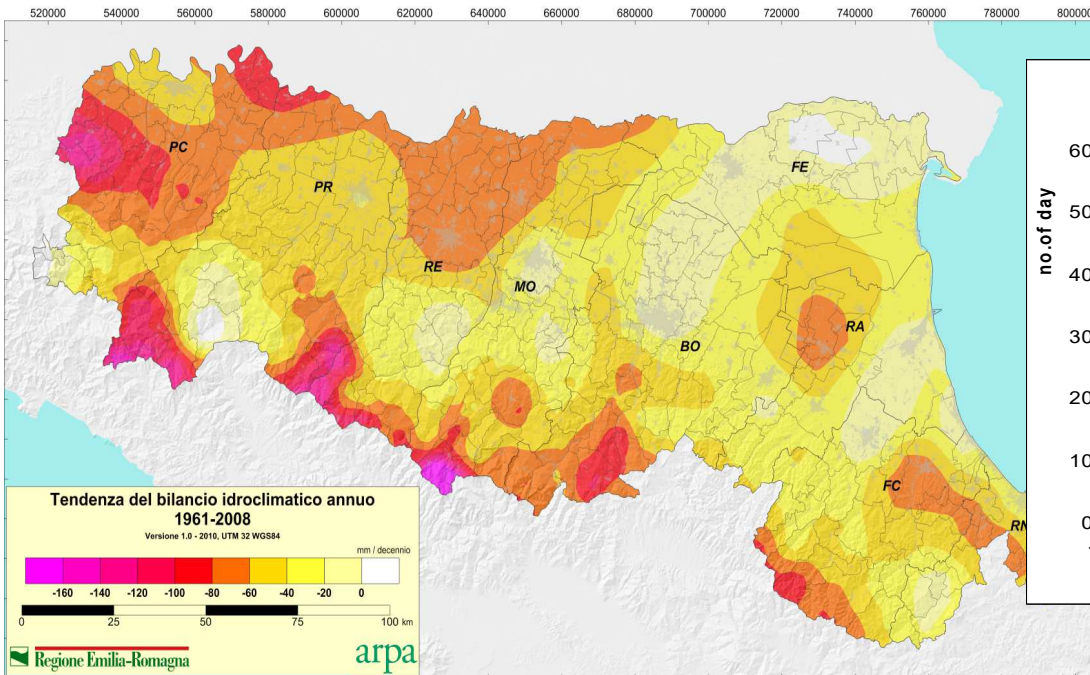 520000 540000 560000 580000 600000 620000 640000 660000 680000 700000 720000 740000 760000 780000 800000
PC
PR
RE
MO
BO
FE
RA
FC
RN
no.of day
60
50
40
30
20
10
0
Tendenza del bilancio idroclimatico annuo
1961-2008
Versione 1.0 - 2010, UTM 32 WGS84
mm / decennio
-160 -140 -120 -100 -80 -60 -40 -20 0
0 25 50 75 100 km
Regione Emilia-Romagna
arpa